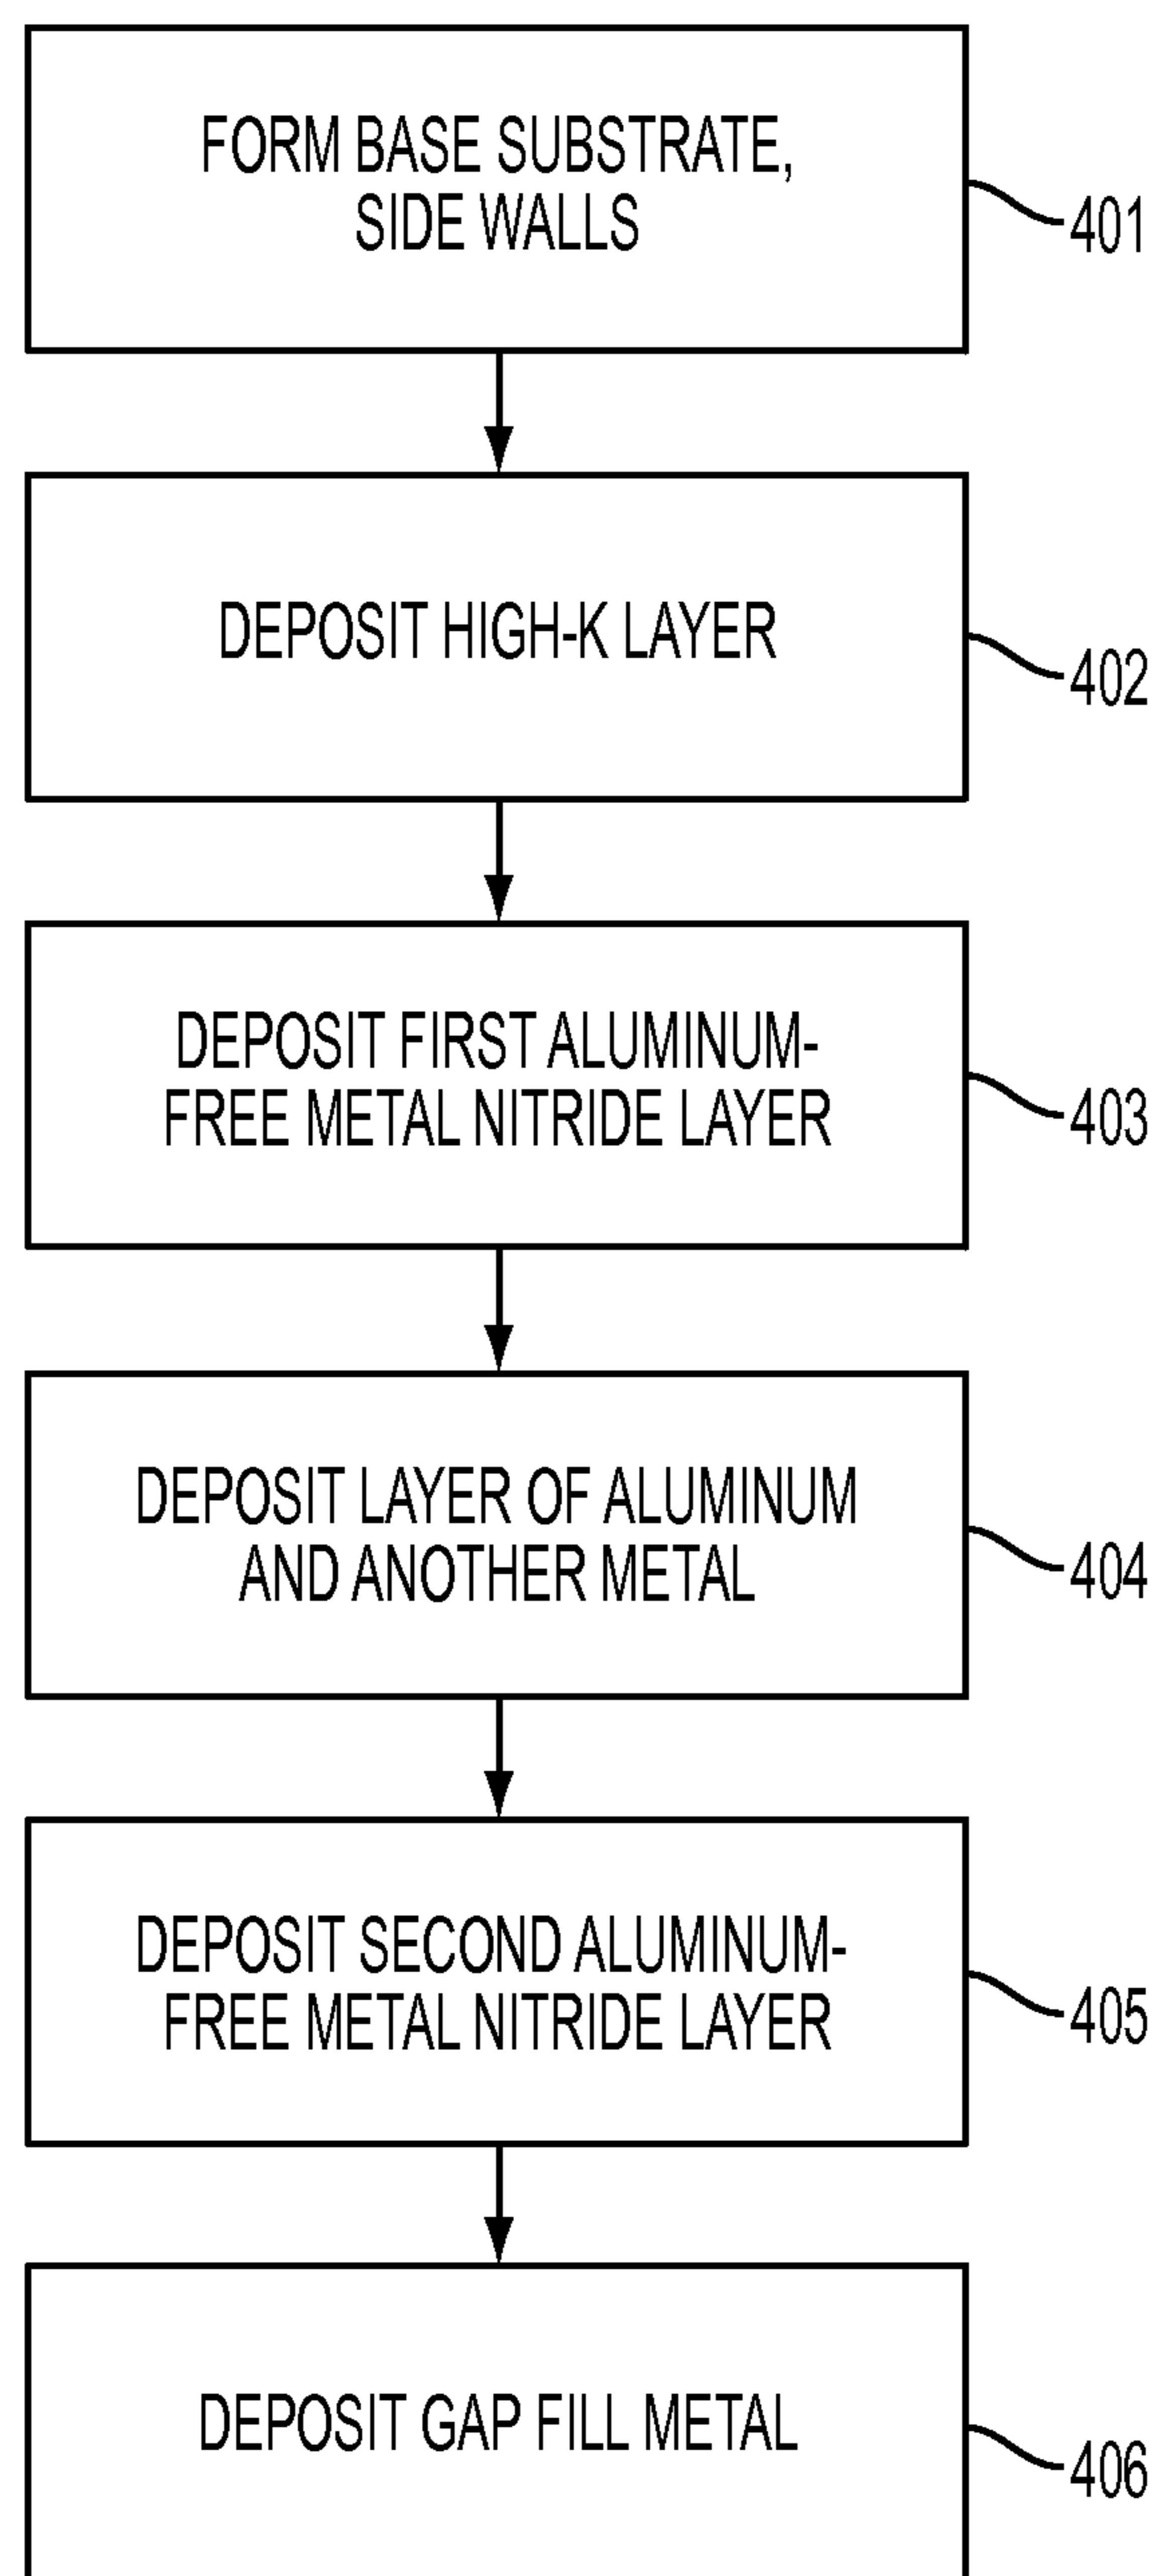 FORM BASE SUBSTRATE,
SIDE WALLS
401
DEPOSIT HIGH-K LAYER
402
DEPOSIT FIRST ALUMINUM-
FREE METAL NITRIDE LAYER
403
DEPOSIT LAYER OF ALUMINUM
AND ANOTHER METAL
404
DEPOSIT SECOND ALUMINUM-
FREE METAL NITRIDE LAYER
405
DEPOSIT GAP FILL METAL
406